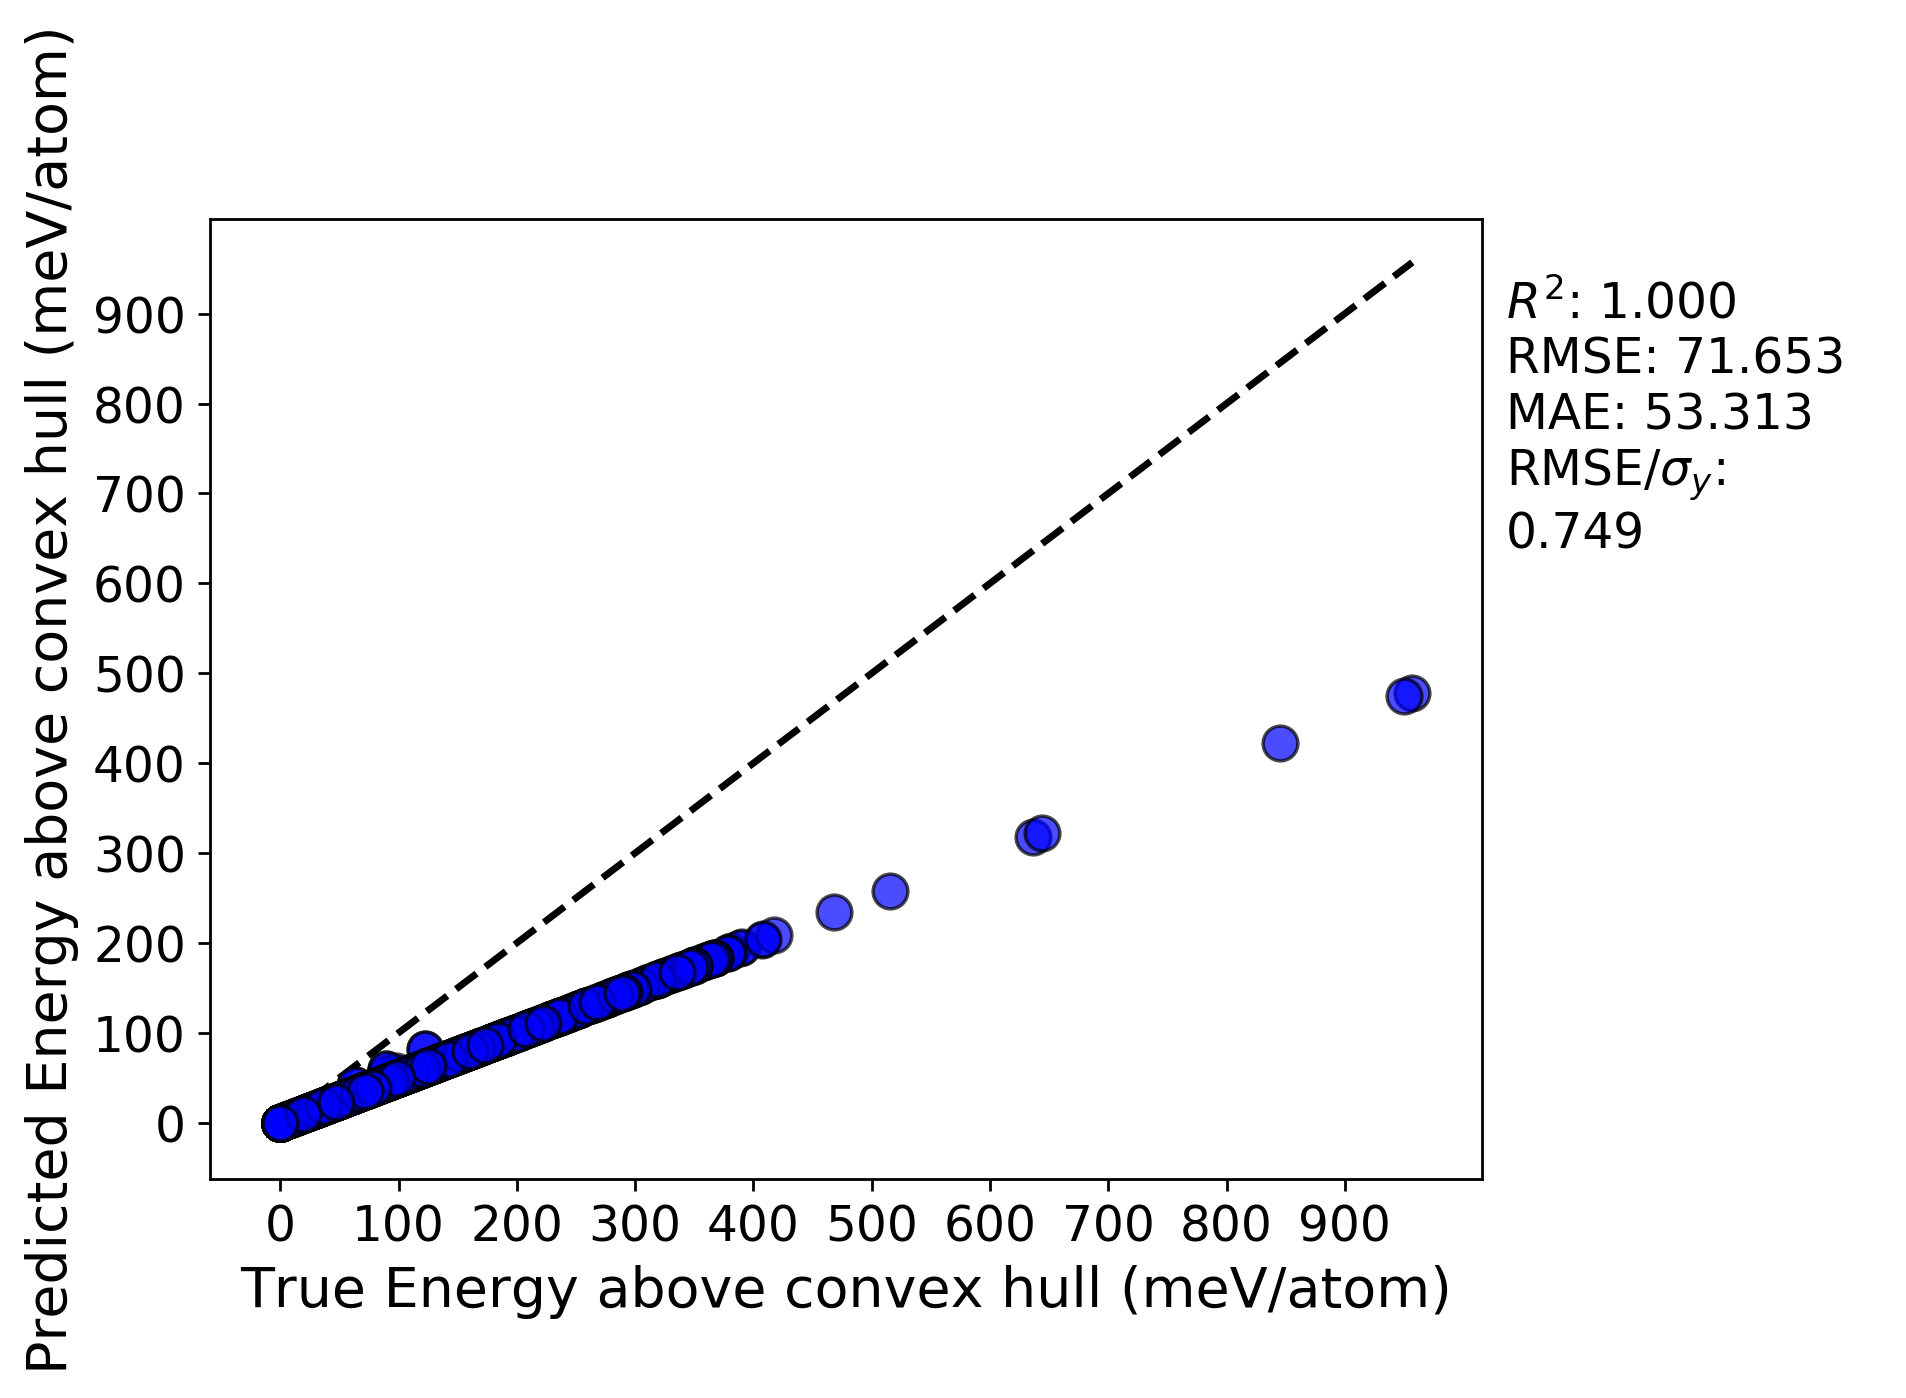 Predicted Energy above convex hull (meV/atom)
900
800
700
600
500
400
300
200
100
0
0 100 200 300 400 500 600 700 800 900
True Energy above convex hull (meV/atom)
R²: 1.000
RMSE: 71.653
MAE: 53.313
RMSE/σ_y:
0.749